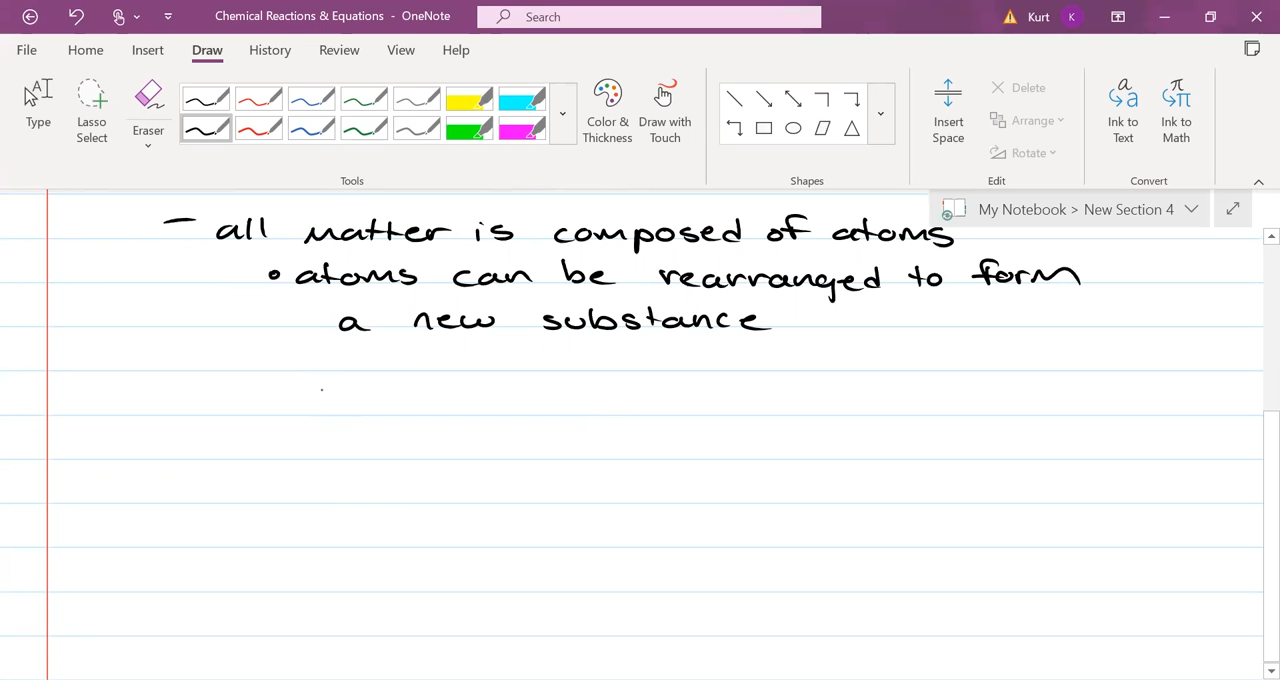 Chemical Reactions & Equations - OneNote
Search
Kurt
K
File Home Insert Draw History Review View Help
Type
Lasso Select
Eraser
Color & Thickness
Draw with Touch
Insert Space
Delete
Arrange
Rotate
Ink to Text
Ink to Math
Tools
Shapes
Edit
Convert
My Notebook > New Section 4
- all matter is composed of atoms
• atoms can be rearranged to form
a new substance